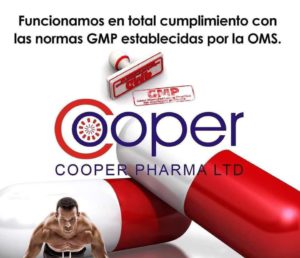 Funcionamos en total cumplimiento con
las normas GMP establecidas por la OMS.
GMP
Cooper
COOPER PHARMA LTD